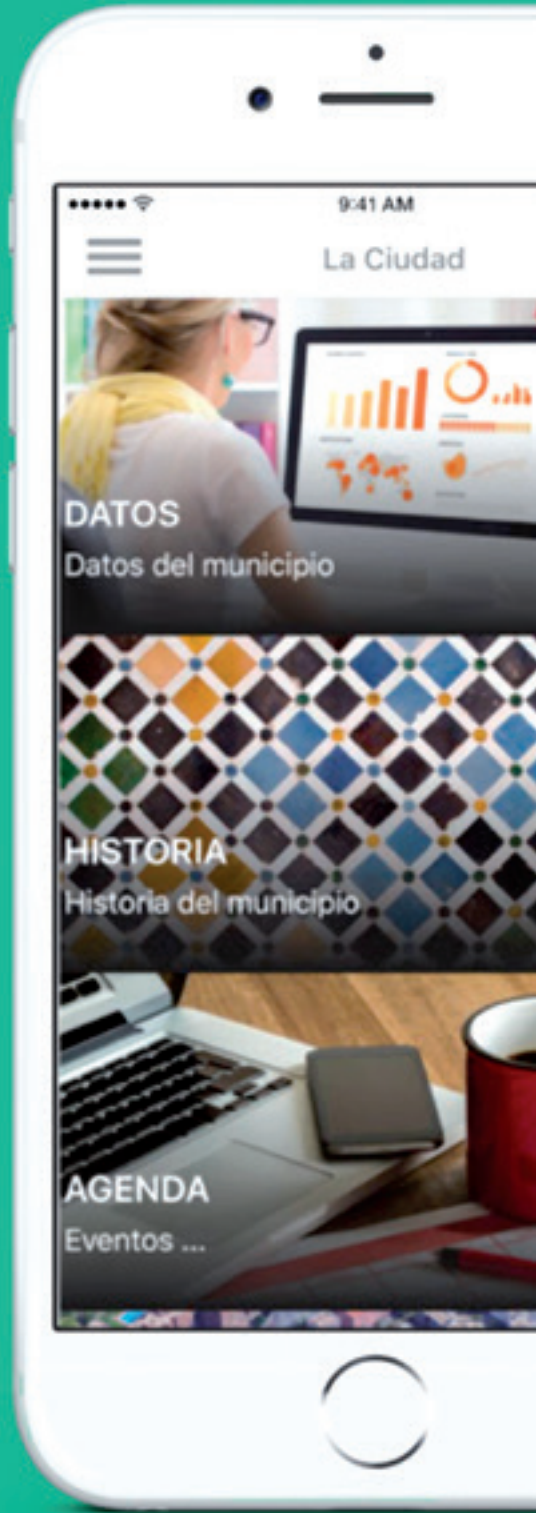 9:41 AM
La Ciudad
DATOS
Datos del municipio
HISTORIA
Historia del municipio
AGENDA
Eventos ...